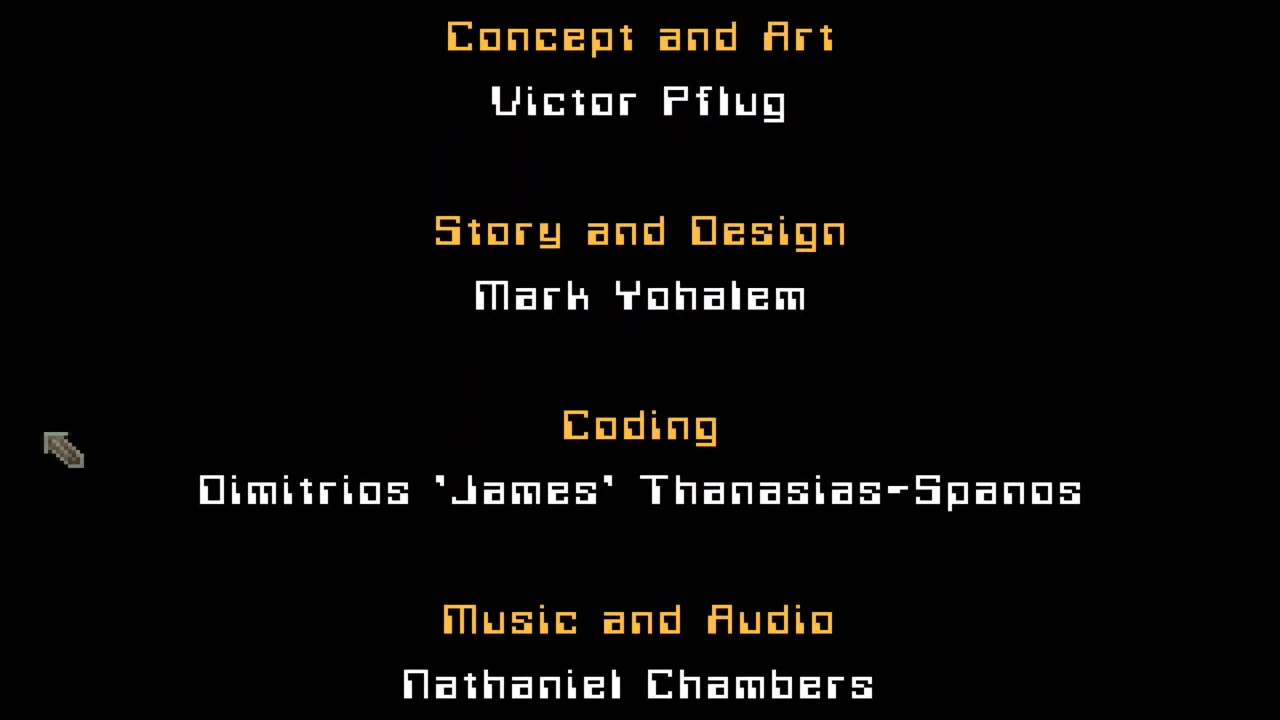 Concept and Art
Victor Pflug
Story and Design
Mark Yohalem
Coding
Dimitrios 'James' Thanasias-Spanos
Music and Audio
Nathaniel Chambers